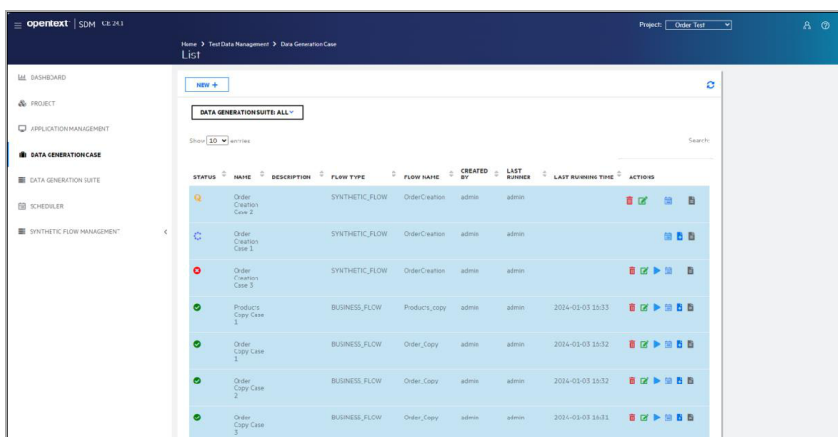 opentext™ | SDM CE 24.1
Project: Order Test
Home > Test Data Management > Data Generation Case
List
DASHBOARD
PROJECT
APPLICATION MANAGEMENT
DATA GENERATION CASE
DATA GENERATION SUITE
SCHEDULER
SYNTHETIC FLOW MANAGEMENT
NEW +
DATA GENERATION SUITE: ALL
Show 10 entries
Search:
STATUS NAME DESCRIPTION FLOW TYPE FLOW NAME CREATED BY LAST RUNNER LAST RUNNING TIME ACTIONS
Q Order Creation Case 2 SYNTHETIC_FLOW OrderCreation admin admin
Order Creation Case 1 SYNTHETIC_FLOW OrderCreation admin admin
Order Creation Case 3 SYNTHETIC_FLOW OrderCreation admin admin
Products Copy Case 1 BUSINESS_FLOW Products_copy admin admin 2024-01-03 16:33
Order Copy Case 1 BUSINESS_FLOW Order_Copy admin admin 2024-01-03 16:32
Order Copy Case 2 BUSINESS_FLOW Order_Copy admin admin 2024-01-03 16:32
Order Copy Case 3 BUSINESS_FLOW Order_Copy admin admin 2024-01-03 16:31